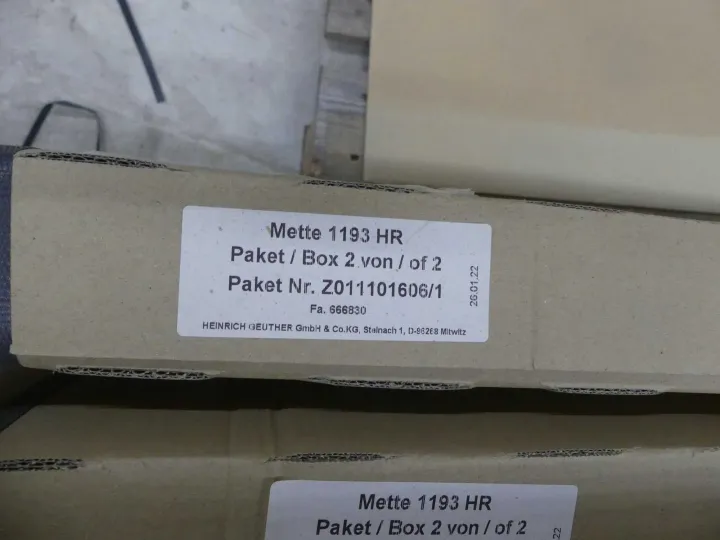 Mette 1193 HR
Paket / Box 2 von / of 2
Paket Nr. Z011101606/1
Fa. 666830
HEINRICH GEUTHER GmbH & Co.KG, Steinach 1, D-96268 Mitwitz
26.01.22
Mette 1193 HR
Paket / Box 2 von / of 2
22